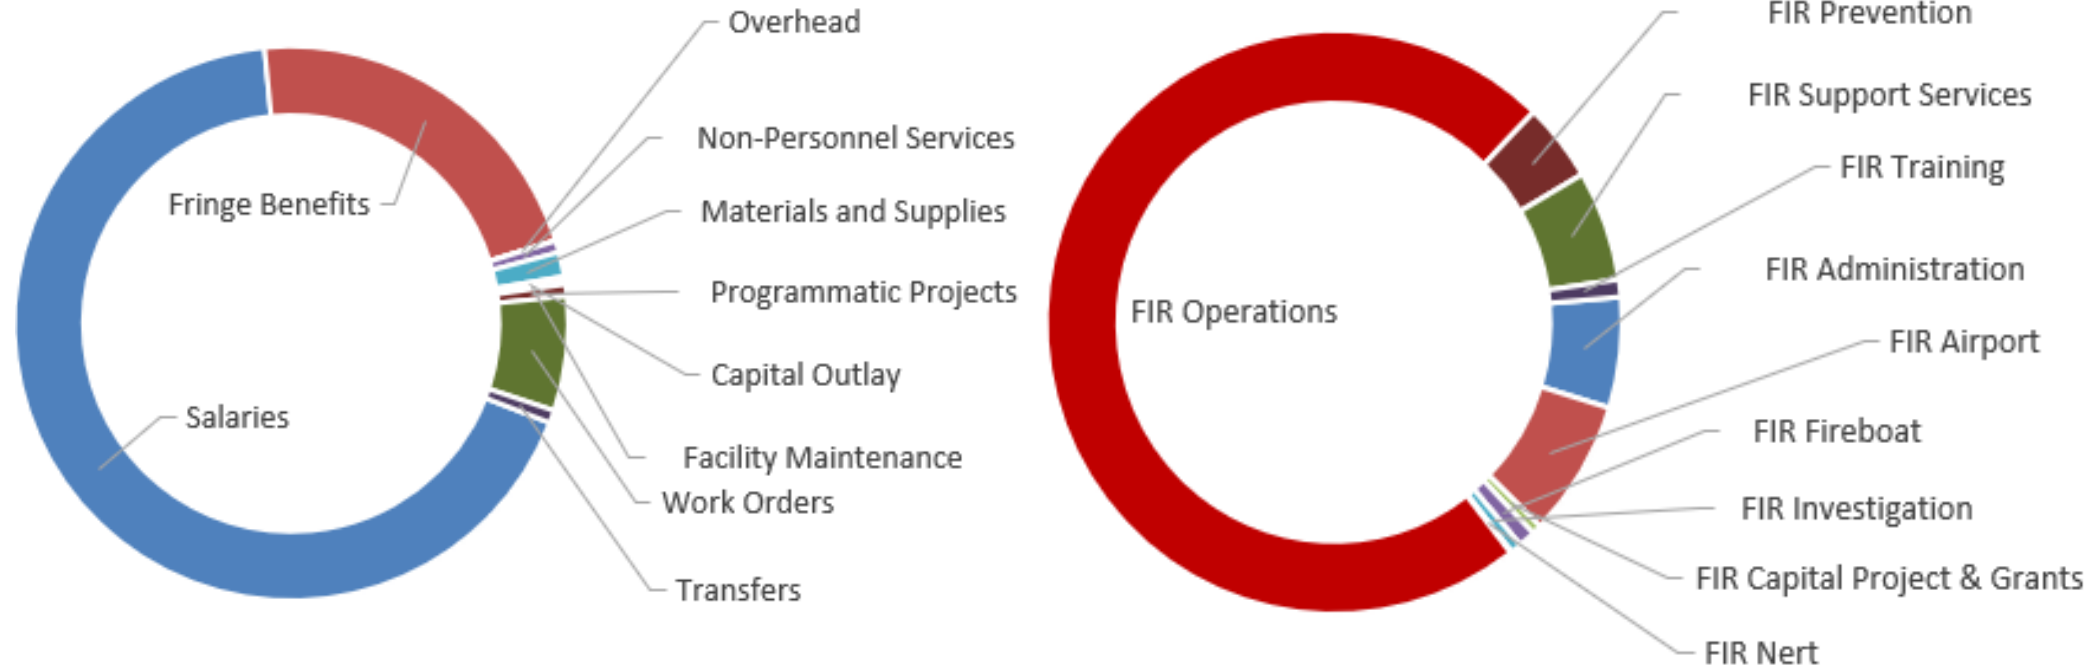 Overhead
Non-Personnel Services
Materials and Supplies
Fringe Benefits
Programmatic Projects
Capital Outlay
Salaries
Facility Maintenance
Work Orders
Transfers
FIR Prevention
FIR Support Services
FIR Training
FIR Administration
FIR Operations
FIR Airport
FIR Fireboat
FIR Investigation
FIR Capital Project & Grants
FIR Nert